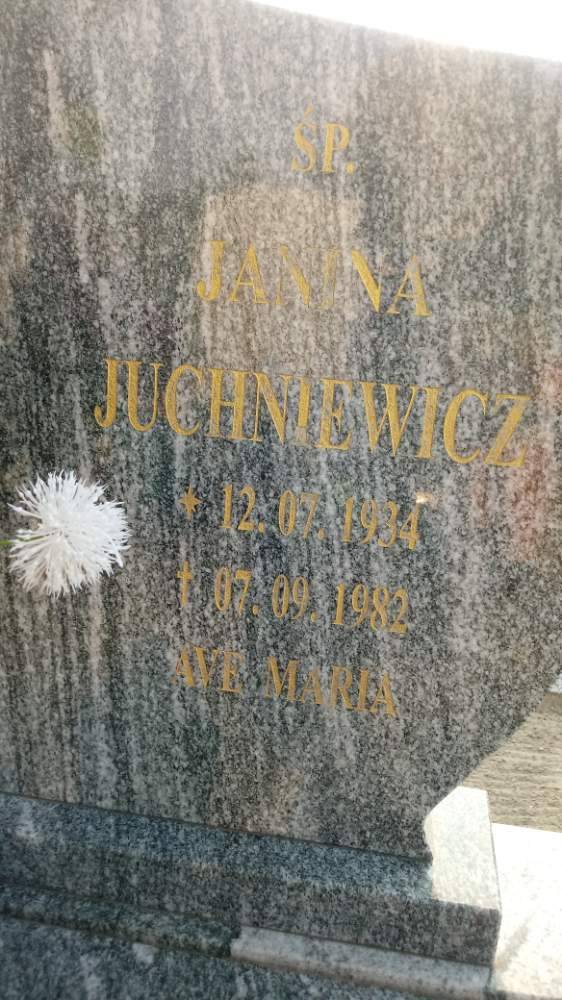 ŚP.
JANINA
JUCHNIEWICZ
✶ 12. 07. 1934
† 07. 09. 1982
AVE MARIA